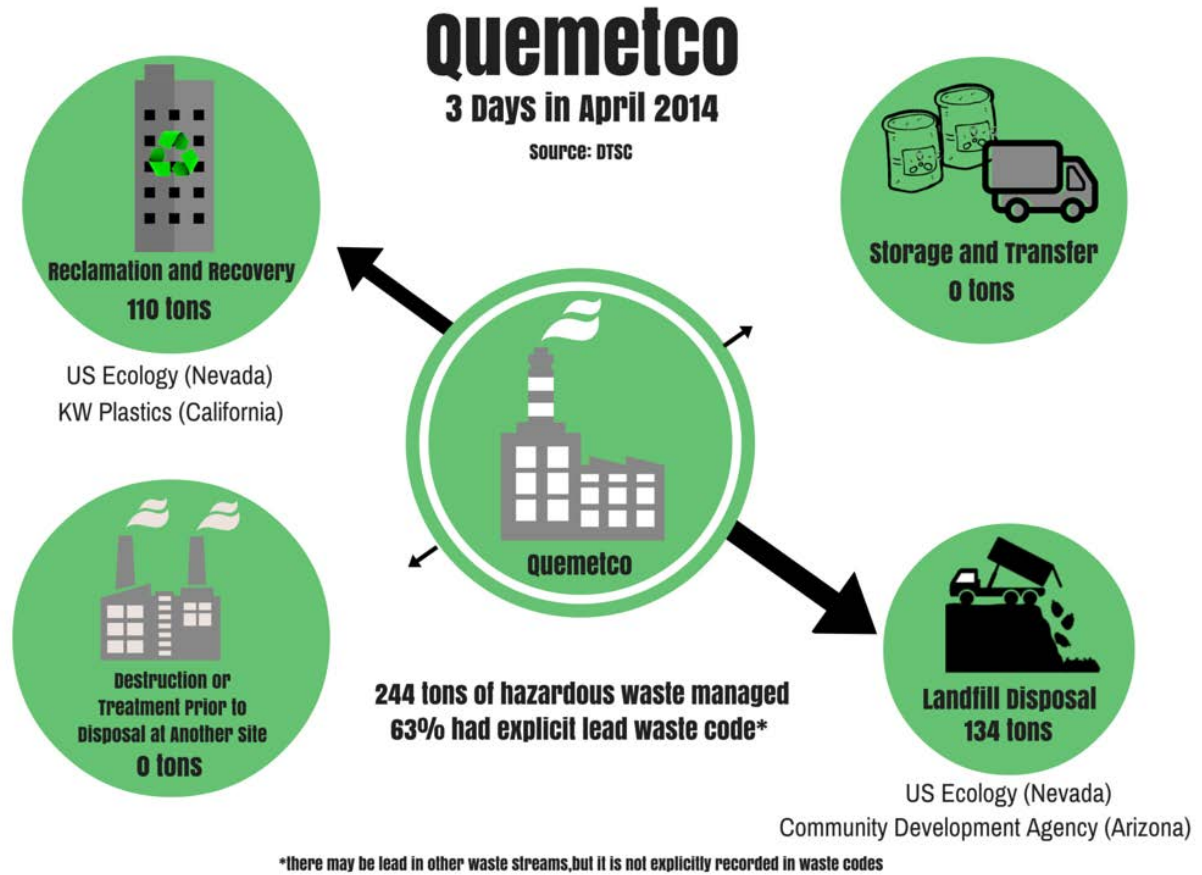 Quemetco
3 Days in April 2014
Source: DTSC
Reclamation and Recovery
110 tons
US Ecology (Nevada)
KW Plastics (California)
Storage and Transfer
0 tons
Quemetco
Destruction or
Treatment Prior to
Disposal at Another Site
0 tons
244 tons of hazardous waste managed
63% had explicit lead waste code*
Landfill Disposal
134 tons
US Ecology (Nevada)
Community Development Agency (Arizona)
*there may be lead in other waste streams,but it is not explicitly recorded in waste codes